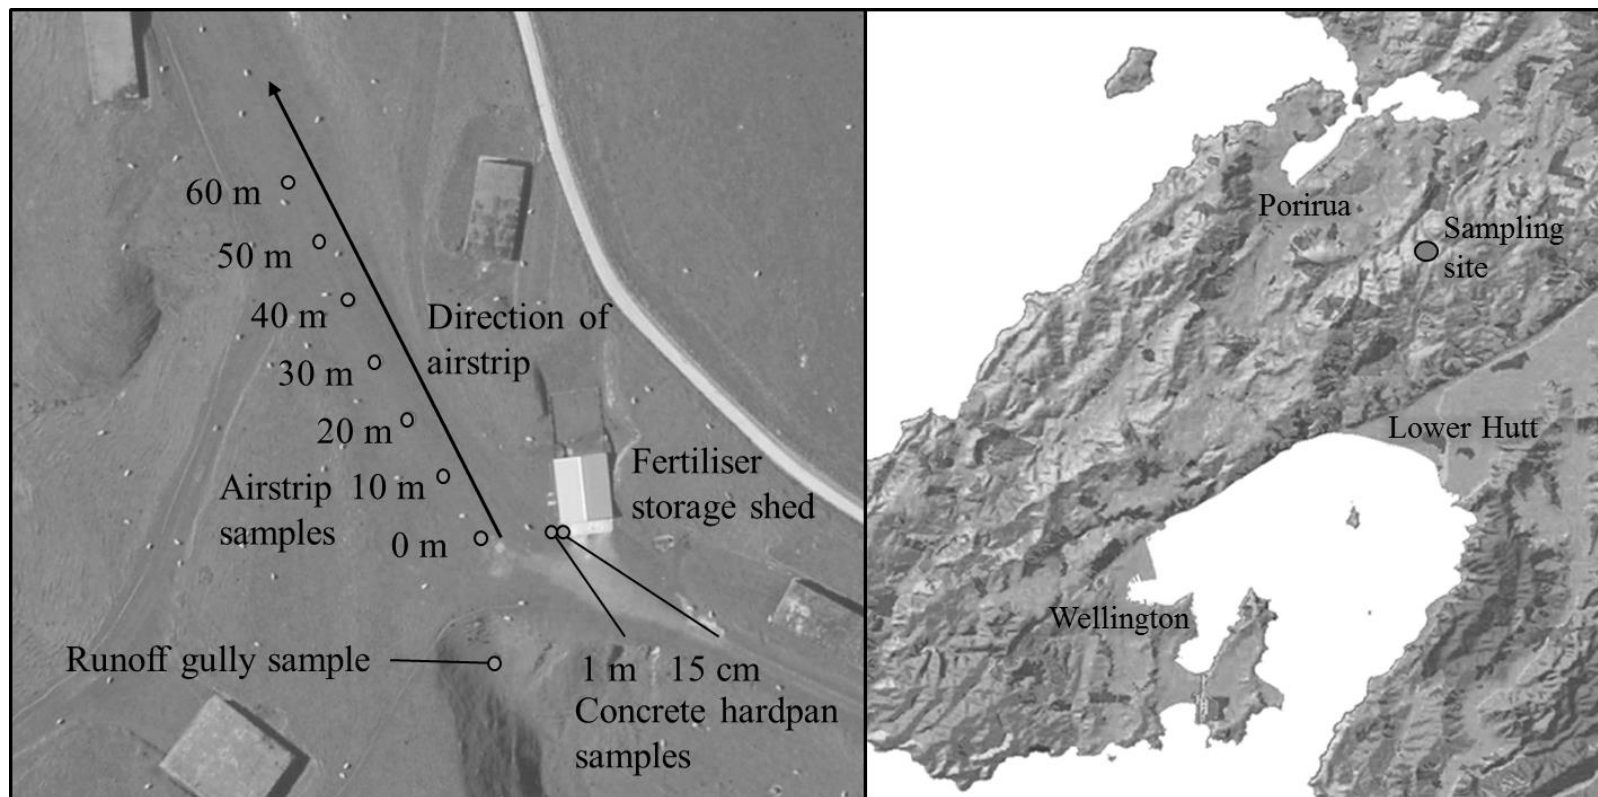 60 m
50 m
40 m
Direction of
airstrip
30 m
20 m
Airstrip
samples
10 m
Fertiliser
storage shed
0 m
Runoff gully sample
1 m
15 cm
Concrete hardpan
samples
Porirua
Sampling
site
Lower Hutt
Wellington